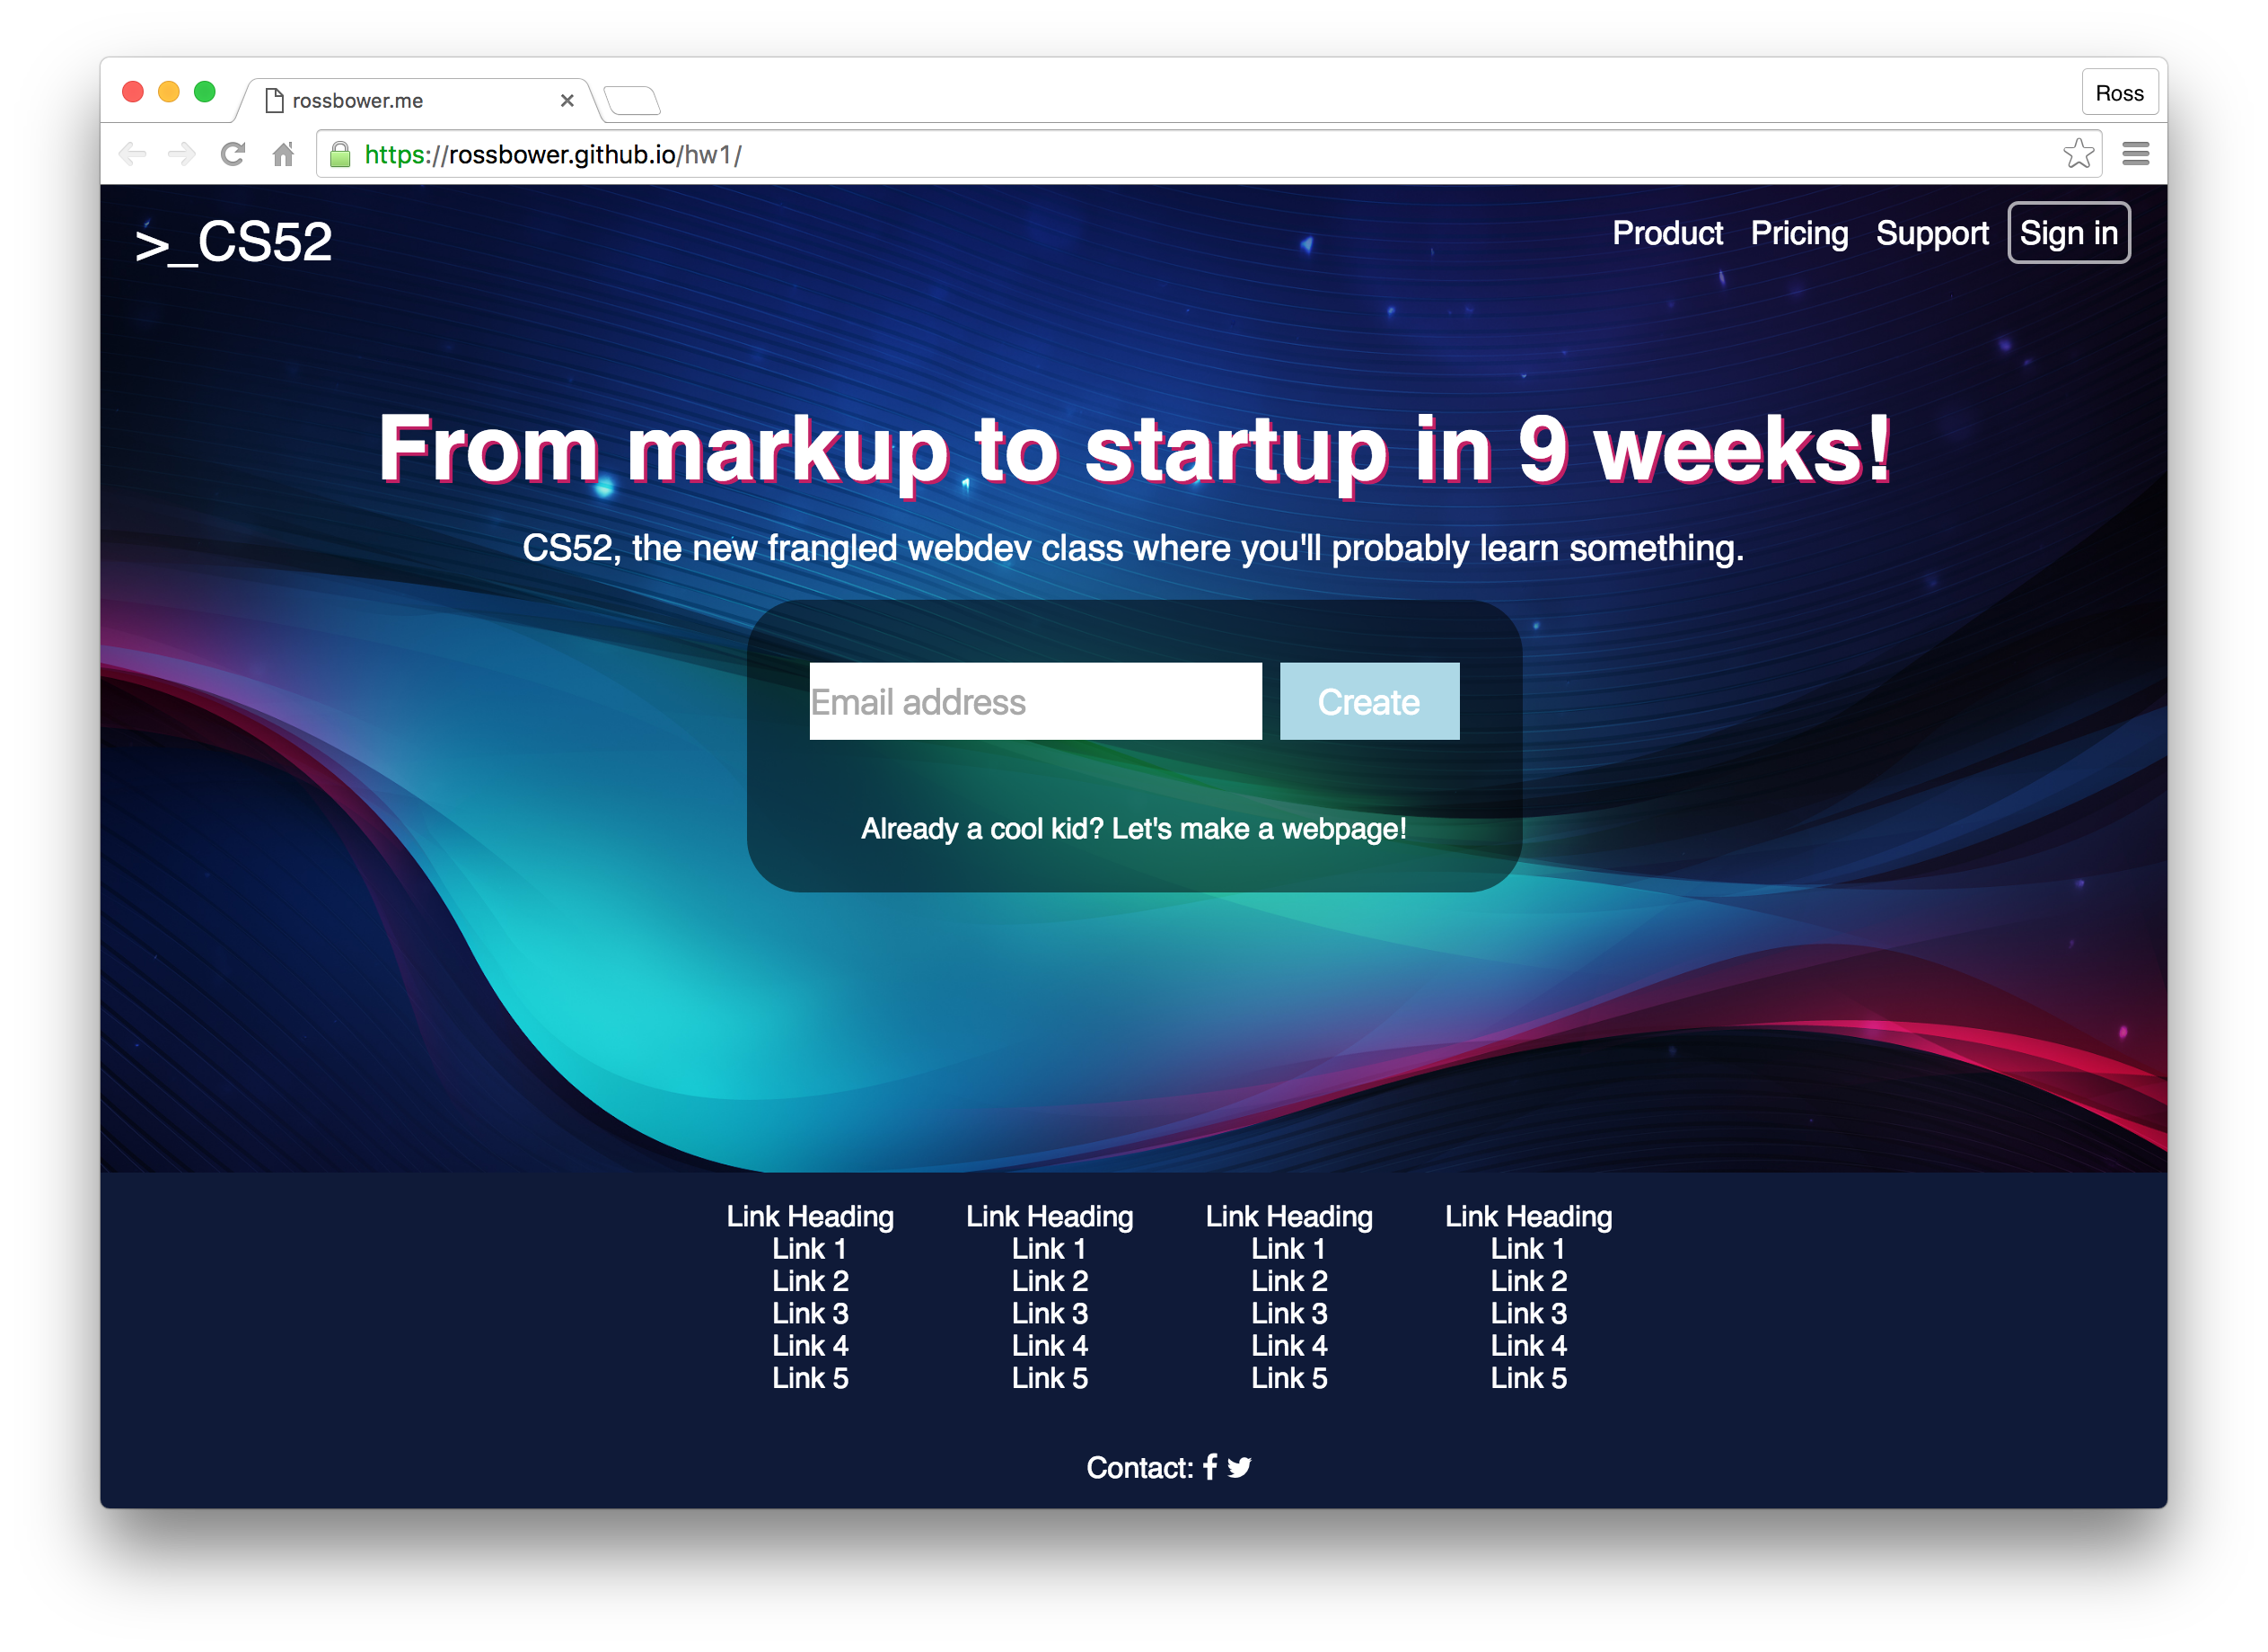 rossbower.me
Ross
https://rossbower.github.io/hw1/
>_CS52
Product Pricing Support Sign in
From markup to startup in 9 weeks!
CS52, the new frangled webdev class where you'll probably learn something.
Email address Create
Already a cool kid? Let's make a webpage!
Link Heading Link Heading Link Heading Link Heading
Link 1 Link 1 Link 1 Link 1
Link 2 Link 2 Link 2 Link 2
Link 3 Link 3 Link 3 Link 3
Link 4 Link 4 Link 4 Link 4
Link 5 Link 5 Link 5 Link 5
Contact: